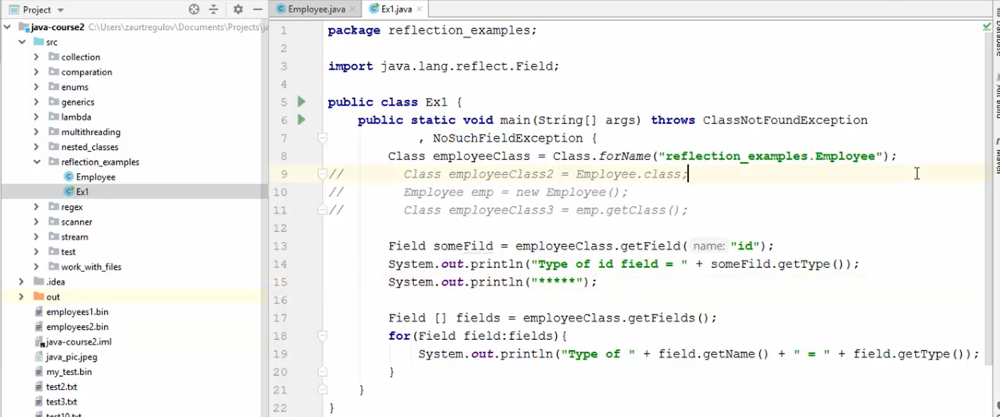 Project
java-course2 C:\Users\zaurtregulov\Documents\Projects\ja
src
collection
comparation
enums
generics
lambda
multithreading
nested_classes
reflection_examples
Employee
Ex1
regex
scanner
stream
test
work_with_files
.idea
out
employees1.bin
employees2.bin
java-course2.iml
java_pic.jpeg
my_test.bin
test2.txt
test3.txt
test10.txt
Employee.java
Ex1.java
1 package reflection_examples;
2
3 import java.lang.reflect.Field;
4
5 public class Ex1 {
6 public static void main(String[] args) throws ClassNotFoundException
7 , NoSuchFieldException {
8 Class employeeClass = Class.forName("reflection_examples.Employee");
9 // Class employeeClass2 = Employee.class;
10 // Employee emp = new Employee();
11 // Class employeeClass3 = emp.getClass();
12
13 Field someFild = employeeClass.getField( name: "id");
14 System.out.println("Type of id field = " + someFild.getType());
15 System.out.println("*****");
16
17 Field [] fields = employeeClass.getFields();
18 for(Field field:fields){
19 System.out.println("Type of " + field.getName() + " = " + field.getType());
20 }
21 }
22 }
Database
Ant Build
Maven